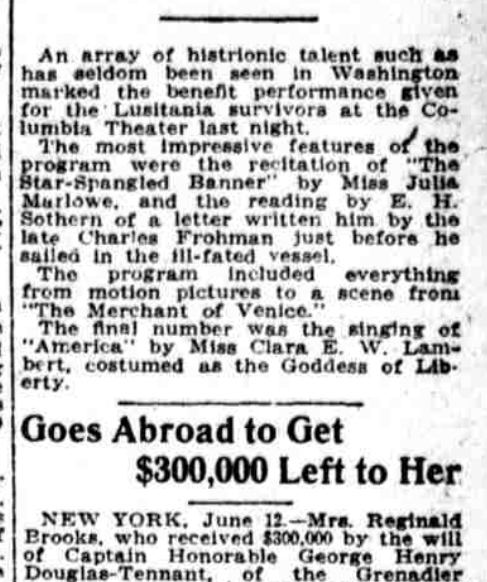 An array of histrionic talent such as
has seldom been seen in Washington
marked the benefit performance given
for the Lusitania survivors at the Co-
lumbia Theater last night.
The most impressive features of the
program were the recitation of "The
Star-Spangled Banner" by Miss Julia
Marlowe, and the reading by E. H.
Sothern of a letter written him by the
late Charles Frohman just before he
sailed in the ill-fated vessel.
The program included everything
from motion pictures to a scene from
"The Merchant of Venice."
The final number was the singing of
"America" by Miss Clara E. W. Lam-
bert, costumed as the Goddess of Lib-
erty.
Goes Abroad to Get
$300,000 Left to Her
NEW YORK, June 12.—Mrs. Reginald
Brooks, who received $300,000 by the will
of Captain Honorable George Henry
Douglas-Tennant, of the Grenadier